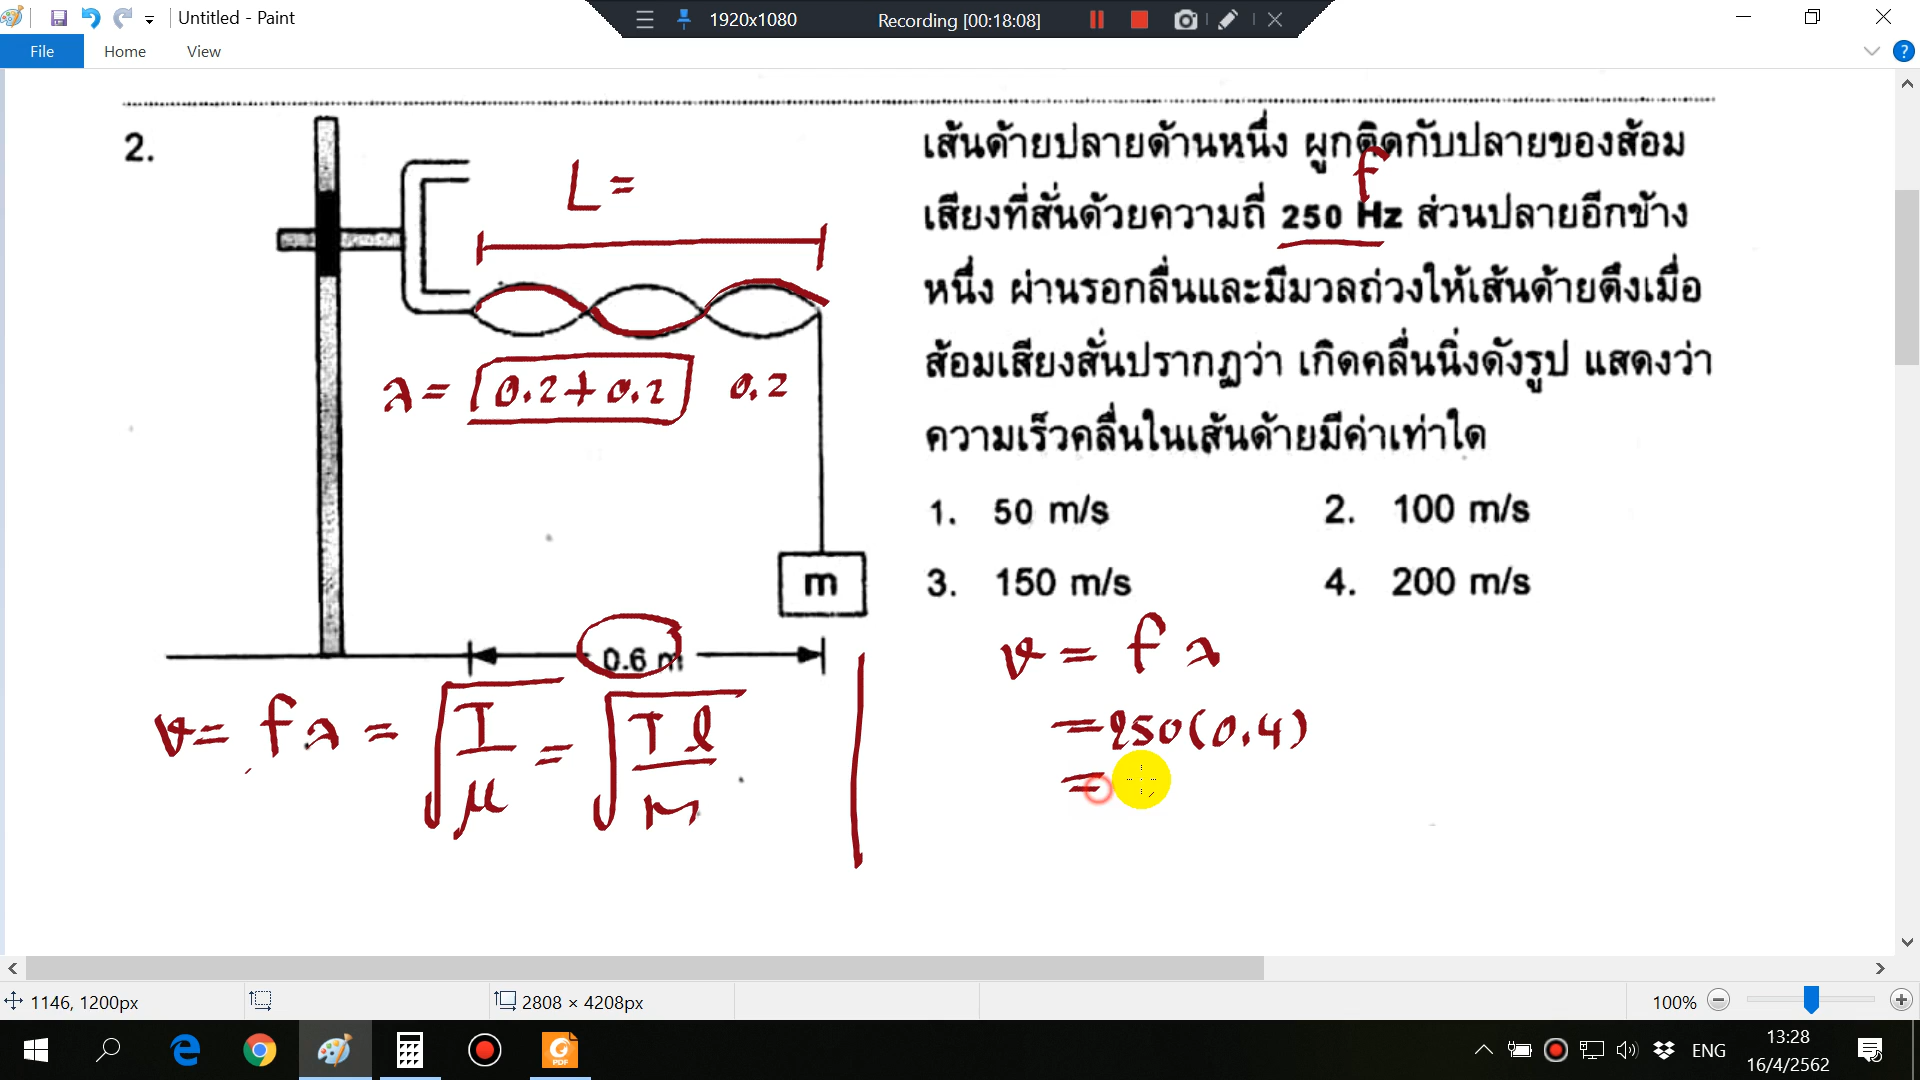 Untitled - Paint
1920x1080
Recording [00:18:08]
File
Home
View
2.
L =
เส้นด้ายปลายด้านหนึ่ง ผูกติดกับปลายของส้อม
f
เสียงที่สั่นด้วยความถี่ 250 Hz ส่วนปลายอีกข้าง
หนึ่ง ผ่านรอกลื่นและมีมวลถ่วงให้เส้นด้ายตึงเมื่อ
ส้อมเสียงสั่นปรากฏว่า เกิดคลื่นนิ่งดังรูป แสดงว่า
ความเร็วคลื่นในเส้นด้ายมีค่าเท่าใด
λ = 0.2+0.2 0.2
1. 50 m/s
2. 100 m/s
3. 150 m/s
4. 200 m/s
m
0.6 m
v = fλ = √T/μ = √Tl/m
v = fλ
= 250(0.4)
=
1146, 1200px
2808 × 4208px
100%
PDF
ENG
13:28
16/4/2562